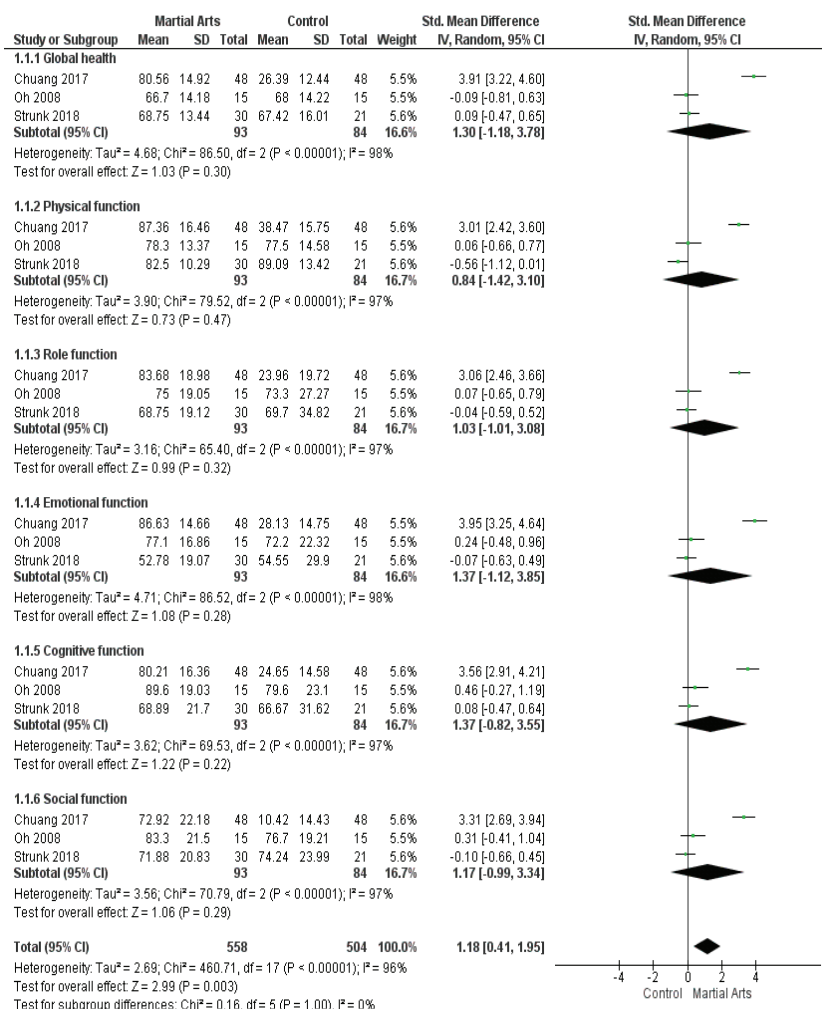 Martial Arts Control Std. Mean Difference Std. Mean Difference
Study or Subgroup Mean SD Total Mean SD Total Weight IV, Random, 95% CI IV, Random, 95% CI
1.1.1 Global health
Chuang 2017 80.56 14.92 48 26.39 12.44 48 5.5% 3.91 [3.22, 4.60]
Oh 2008 66.7 14.18 15 68 14.22 15 5.5% -0.09 [-0.81, 0.63]
Strunk 2018 68.75 13.44 30 67.42 16.01 21 5.5% 0.09 [-0.47, 0.65]
Subtotal (95% CI) 93 84 16.6% 1.30 [-1.18, 3.78]
Heterogeneity: Tau² = 4.68; Chi² = 86.50, df = 2 (P < 0.00001); I² = 98%
Test for overall effect: Z = 1.03 (P = 0.30)
1.1.2 Physical function
Chuang 2017 87.36 16.46 48 38.47 15.75 48 5.6% 3.01 [2.42, 3.60]
Oh 2008 78.3 13.37 15 77.5 14.58 15 5.5% 0.06 [-0.66, 0.77]
Strunk 2018 82.5 10.29 30 89.09 13.42 21 5.6% -0.56 [-1.12, 0.01]
Subtotal (95% CI) 93 84 16.7% 0.84 [-1.42, 3.10]
Heterogeneity: Tau² = 3.90; Chi² = 79.52, df = 2 (P < 0.00001); I² = 97%
Test for overall effect: Z = 0.73 (P = 0.47)
1.1.3 Role function
Chuang 2017 83.68 18.98 48 23.96 19.72 48 5.6% 3.06 [2.46, 3.66]
Oh 2008 75 19.05 15 73.3 27.27 15 5.5% 0.07 [-0.65, 0.79]
Strunk 2018 68.75 19.12 30 69.7 34.82 21 5.6% -0.04 [-0.59, 0.52]
Subtotal (95% CI) 93 84 16.7% 1.03 [-1.01, 3.08]
Heterogeneity: Tau² = 3.16; Chi² = 65.40, df = 2 (P < 0.00001); I² = 97%
Test for overall effect: Z = 0.99 (P = 0.32)
1.1.4 Emotional function
Chuang 2017 86.63 14.66 48 28.13 14.75 48 5.5% 3.95 [3.25, 4.64]
Oh 2008 77.1 16.86 15 72.2 22.32 15 5.5% 0.24 [-0.48, 0.96]
Strunk 2018 52.78 19.07 30 54.55 29.9 21 5.6% -0.07 [-0.63, 0.49]
Subtotal (95% CI) 93 84 16.6% 1.37 [-1.12, 3.85]
Heterogeneity: Tau² = 4.71; Chi² = 86.52, df = 2 (P < 0.00001); I² = 98%
Test for overall effect: Z = 1.08 (P = 0.28)
1.1.5 Cognitive function
Chuang 2017 80.21 16.36 48 24.65 14.58 48 5.5% 3.56 [2.91, 4.21]
Oh 2008 89.6 19.03 15 79.6 23.1 15 5.5% 0.46 [-0.27, 1.19]
Strunk 2018 68.89 21.7 30 66.67 31.62 21 5.6% 0.08 [-0.47, 0.64]
Subtotal (95% CI) 93 84 16.7% 1.37 [-0.82, 3.55]
Heterogeneity: Tau² = 3.62; Chi² = 69.53, df = 2 (P < 0.00001); I² = 97%
Test for overall effect: Z = 1.22 (P = 0.22)
1.1.6 Social function
Chuang 2017 72.92 22.18 48 10.42 14.43 48 5.6% 3.31 [2.69, 3.94]
Oh 2008 83.3 21.5 15 76.7 19.21 15 5.5% 0.31 [-0.41, 1.04]
Strunk 2018 71.88 20.83 30 74.24 23.99 21 5.6% -0.10 [-0.66, 0.45]
Subtotal (95% CI) 93 84 16.7% 1.17 [-0.99, 3.34]
Heterogeneity: Tau² = 3.56; Chi² = 70.79, df = 2 (P < 0.00001); I² = 97%
Test for overall effect: Z = 1.06 (P = 0.29)
Total (95% CI) 558 504 100.0% 1.18 [0.41, 1.95]
Heterogeneity: Tau² = 2.69; Chi² = 460.71, df = 17 (P < 0.00001); I² = 96%
Test for overall effect: Z = 2.99 (P = 0.003)
Test for subgroup differences: Chi² = 0.16, df = 5 (P = 1.00), I² = 0%
-4 -2 0 2 4
Control Martial Arts